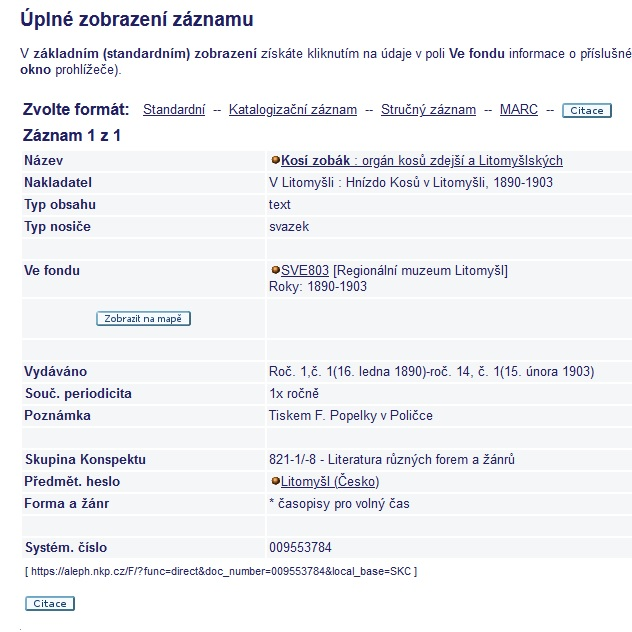 Úplné zobrazení záznamu
V základním (standardním) zobrazení získáte kliknutím na údaje v poli Ve fondu informace o příslušné
okno prohlížeče).
Zvolte formát: Standardní -- Katalogizační záznam -- Stručný záznam -- MARC -- Citace
Záznam 1 z 1
Název Kosí zobák : orgán kosů zdejší a Litomyšlských
Nakladatel V Litomyšli : Hnízdo Kosů v Litomyšli, 1890-1903
Typ obsahu text
Typ nosiče svazek
Ve fondu SVE803 [Regionální muzeum Litomyšl]
Roky: 1890-1903
Zobrazit na mapě
Vydáváno Roč. 1,č. 1(16. ledna 1890)-roč. 14, č. 1(15. února 1903)
Souč. periodicita 1x ročně
Poznámka Tiskem F. Popelky v Poličce
Skupina Konspektu 821-1/-8 - Literatura různých forem a žánrů
Předmět. heslo Litomyšl (Česko)
Forma a žánr * časopisy pro volný čas
Systém. číslo 009553784
[ https://aleph.nkp.cz/F/?func=direct&doc_number=009553784&local_base=SKC ]
Citace